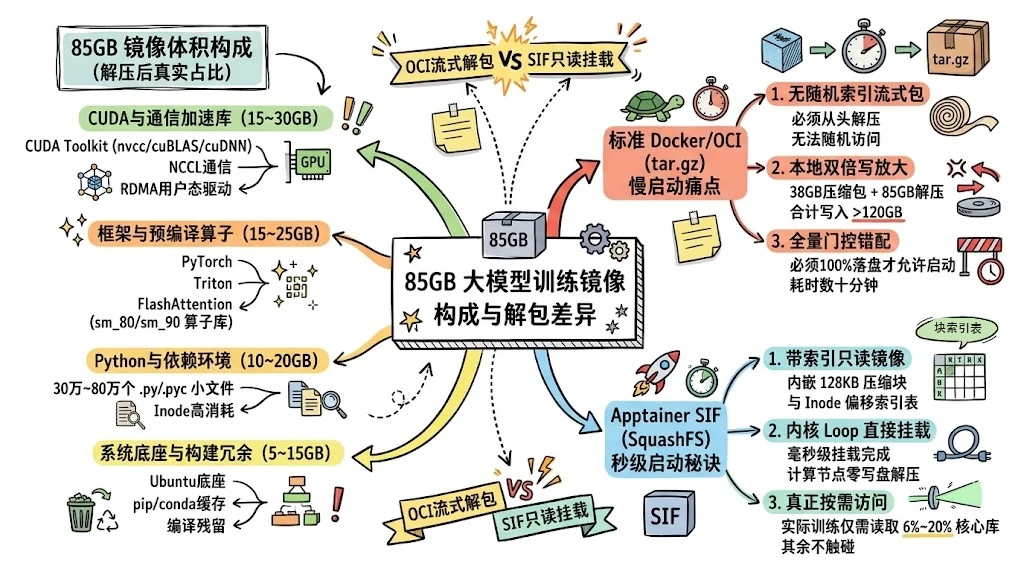 85GB 镜像体积构成
(解压后真实占比)
CUDA与通信加速库（15~30GB）
CUDA Toolkit (nvcc/cuBLAS/cuDNN)
NCCL通信
RDMA用户态驱动
GPU
框架与预编译算子（15~25GB）
PyTorch
Triton
FlashAttention
(sm_80/sm_90 算子库)
Python与依赖环境（10~20GB）
30万~80万个 .py/.pyc 小文件
Inode高消耗
系统底座与构建冗余（5~15GB）
Ubuntu底座
pip/conda缓存
编译残留
OCI流式解包 VS SIF只读挂载
85GB
85GB 大模型训练镜像
构成与解包差异
OCI流式解包 VS SIF只读挂载
标准 Docker/OCI
(tar.gz)
慢启动痛点
tar.gz
1. 无随机索引流式包
必须从头解压
无法随机访问
2. 本地双倍写放大
38GB压缩包 + 85GB解压
合计写入 >120GB
3. 全量门控错配
必须100%落盘才允许启动
耗时数十分钟
Apptainer SIF
(SquashFS)
秒级启动秘诀
SIF
块索引表
X T R X
A
B
K
1. 带索引只读镜像
内嵌 128KB 压缩块
与 Inode 偏移索引表
2. 内核 Loop 直接挂载
毫秒级挂载完成
计算节点零写盘解压
3. 真正按需访问
实际训练仅需读取 6%~20% 核心库
其余不触碰